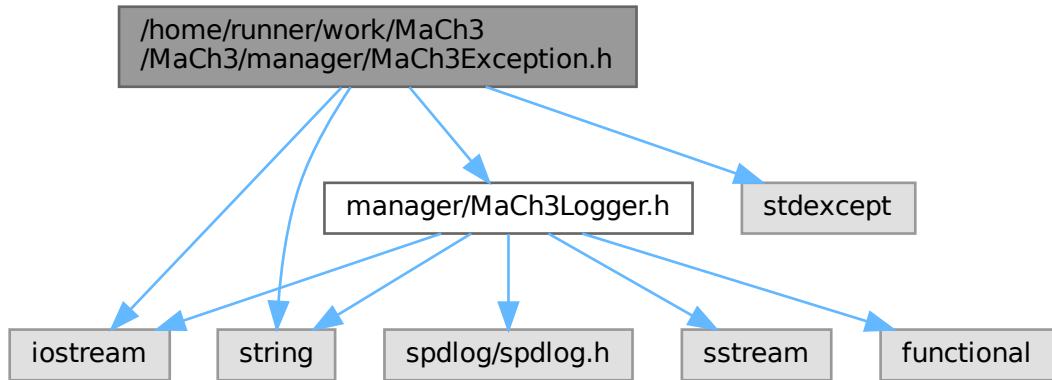 /home/runner/work/MaCh3
/MaCh3/manager/MaCh3Exception.h
manager/MaCh3Logger.h
stdexcept
iostream
string
spdlog/spdlog.h
sstream
functional